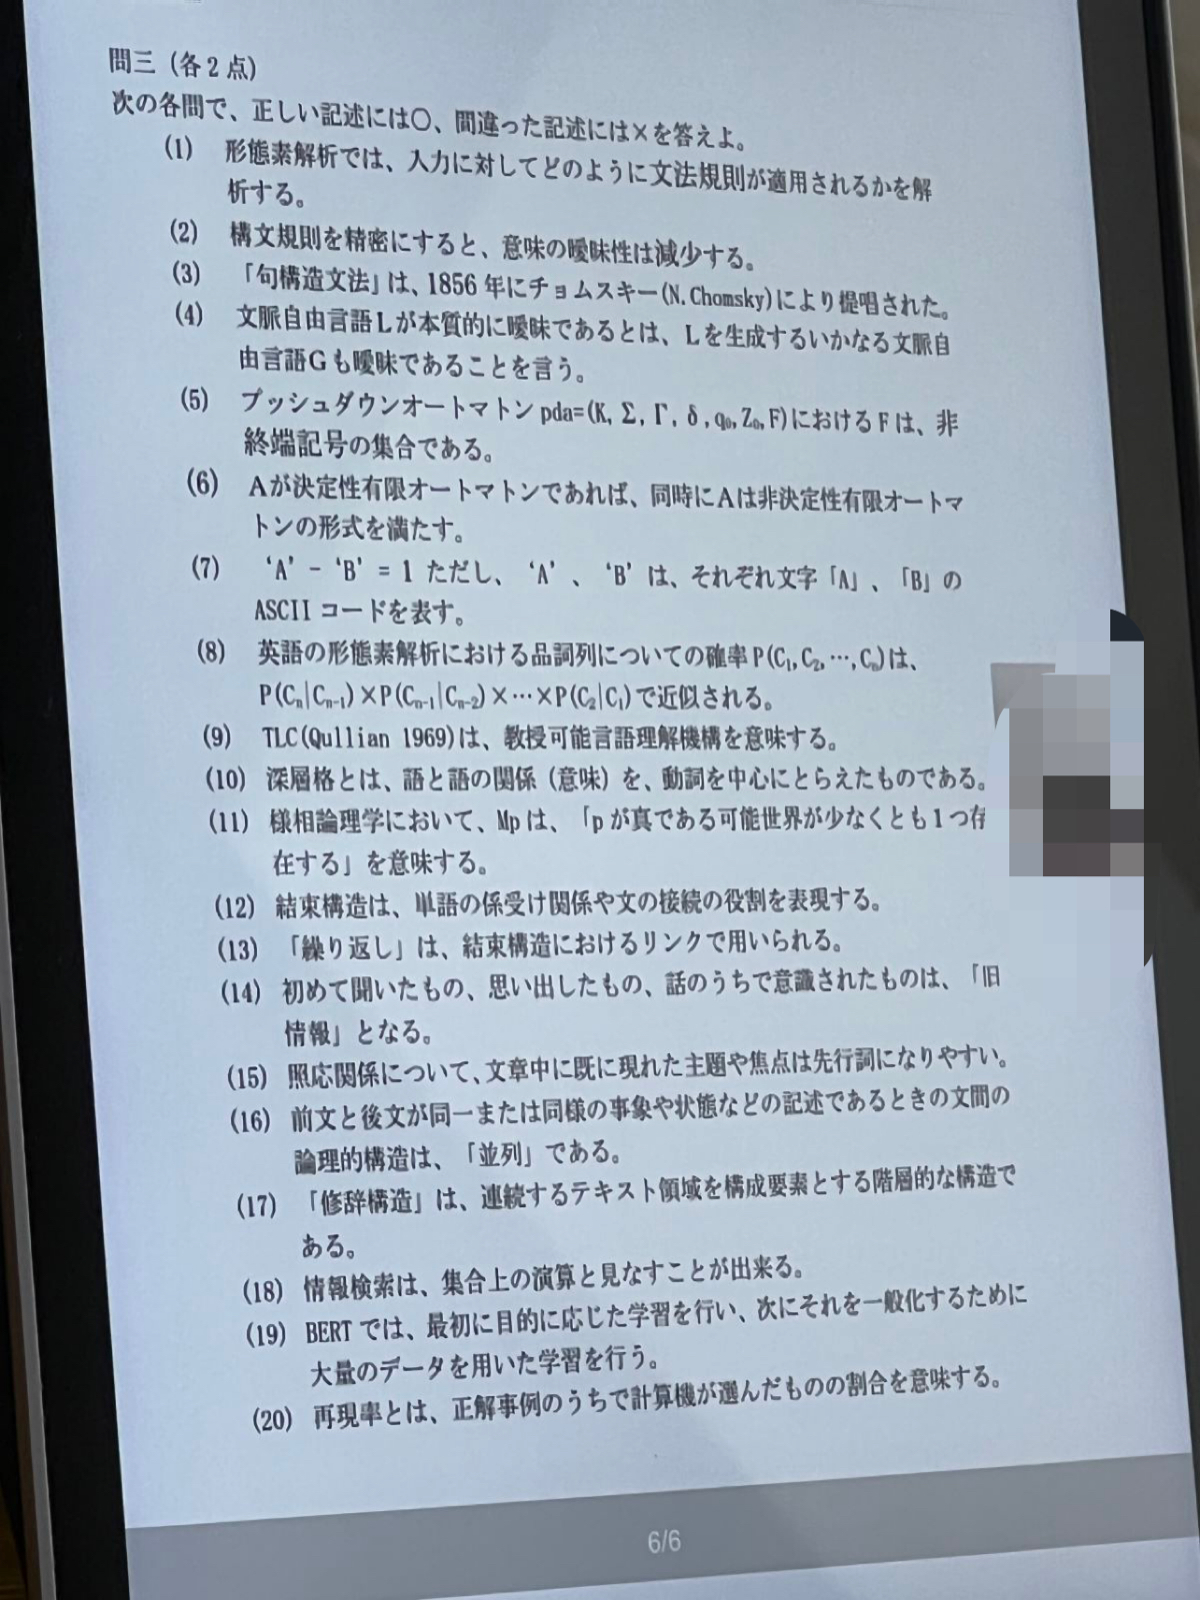 問三（各2点）
次の各問で、正しい記述には○、間違った記述には×を答えよ。
(1) 形態素解析では、入力に対してどのように文法規則が適用されるかを解
析する。
(2) 構文規則を精密にすると、意味の曖昧性は減少する。
(3) 「句構造文法」は、1856年にチョムスキー(N.Chomsky)により提唱された。
(4) 文脈自由言語Lが本質的に曖昧であるとは、Lを生成するいかなる文脈自
由言語Gも曖昧であることを言う。
(5) プッシュダウンオートマトンpda=(K, Σ, Γ, δ, q₀, Z₀, F)におけるFは、非
終端記号の集合である。
(6) Aが決定性有限オートマトンであれば、同時にAは非決定性有限オートマ
トンの形式を満たす。
(7) ‘A’－‘B’＝1 ただし、‘A’、‘B’は、それぞれ文字「A」、「B」の
ASCIIコードを表す。
(8) 英語の形態素解析における品詞列についての確率P(C₁,C₂,…,Cₙ)は、
P(Cₙ|Cₙ₋₁)×P(Cₙ₋₁|Cₙ₋₂)×…×P(C₂|C₁)で近似される。
(9) TLC(Qullian 1969)は、教授可能言語理解機構を意味する。
(10) 深層格とは、語と語の関係（意味）を、動詞を中心にとらえたものである。
(11) 様相論理学において、Mpは、「pが真である可能世界が少なくとも1つ存
在する」を意味する。
(12) 結束構造は、単語の係受け関係や文の接続の役割を表現する。
(13) 「繰り返し」は、結束構造におけるリンクで用いられる。
(14) 初めて聞いたもの、思い出したもの、話のうちで意識されたものは、「旧
情報」となる。
(15) 照応関係について、文章中に既に現れた主題や焦点は先行詞になりやすい。
(16) 前文と後文が同一または同様の事象や状態などの記述であるときの文間の
論理的構造は、「並列」である。
(17) 「修辞構造」は、連続するテキスト領域を構成要素とする階層的な構造で
ある。
(18) 情報検索は、集合上の演算と見なすことが出来る。
(19) BERTでは、最初に目的に応じた学習を行い、次にそれを一般化するために
大量のデータを用いた学習を行う。
(20) 再現率とは、正解事例のうちで計算機が選んだものの割合を意味する。
6/6